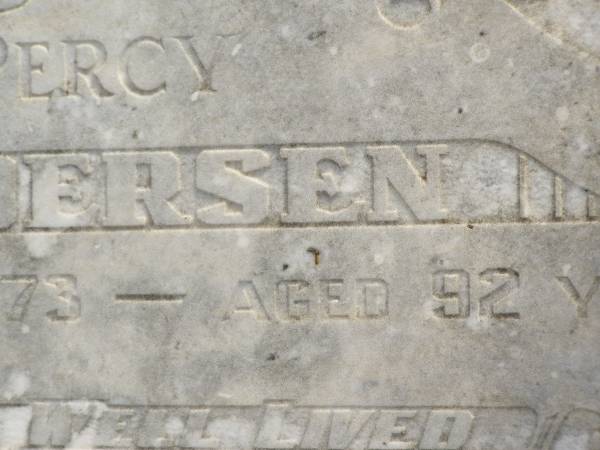 PERCY
ERSEN
73 — AGED 92 Y
WELL LIVED